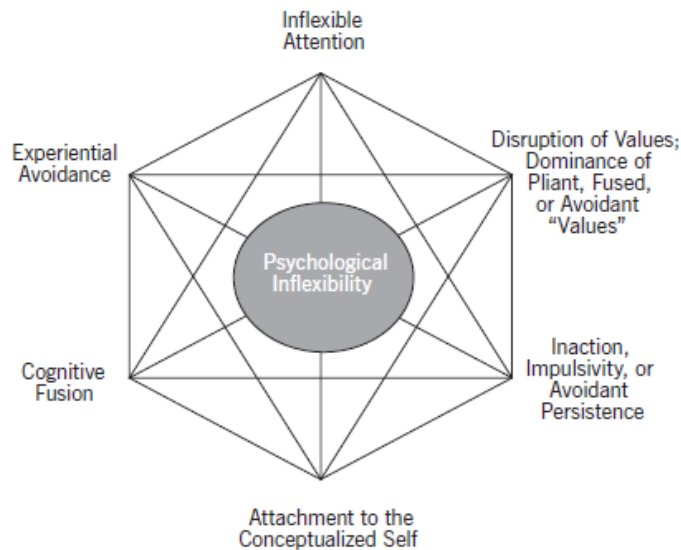 Inflexible
Attention
Experiential
Avoidance
Disruption of Values;
Dominance of
Pliant, Fused,
or Avoidant
“Values”
Psychological
Inflexibility
Cognitive
Fusion
Inaction,
Impulsivity, or
Avoidant
Persistence
Attachment to the
Conceptualized Self